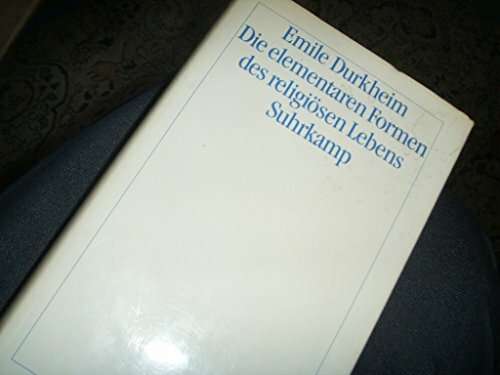 Emile Durkheim
Die elementaren Formen
des religiösen Lebens
Suhrkamp